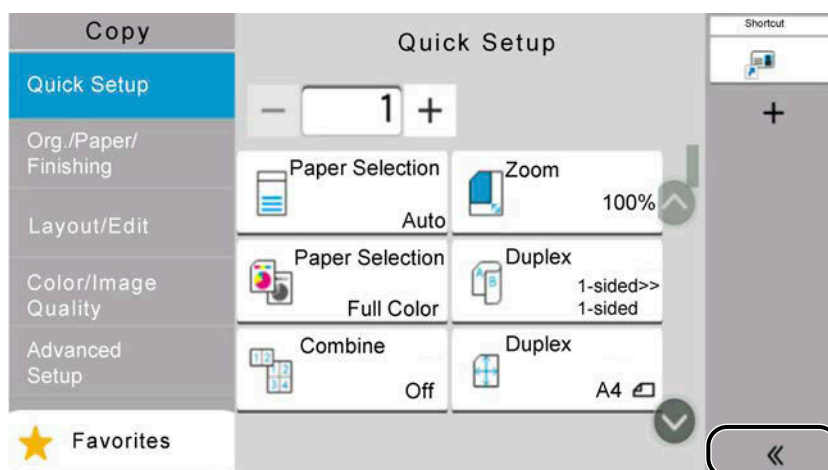 Copy
Quick Setup
Shortcut
Quick Setup
1
Org./Paper/
Finishing
Paper Selection
Auto
Zoom
100%
Layout/Edit
Paper Selection
Full Color
Duplex
1-sided>>
1-sided
Color/Image
Quality
Combine
Off
Duplex
A4
Advanced
Setup
Favorites